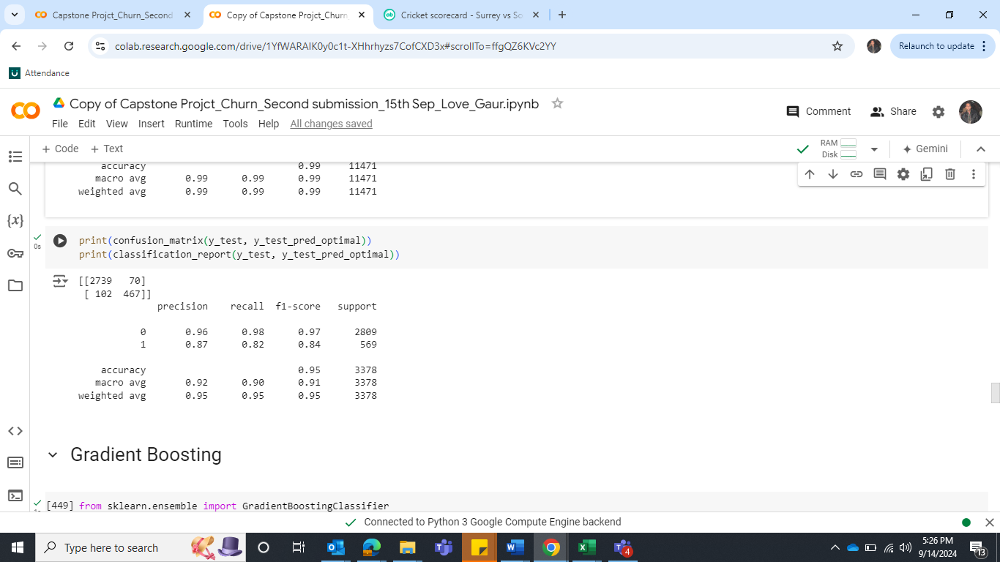 Capstone Projct_Churn_Second
Copy of Capstone Projct_Churn
cb
Cricket scorecard - Surrey vs So
colab.research.google.com/drive/1YfWARAIK0y0c1t-XHhrhyzs7CofCXD3x#scrollTo=ffgQZ6KVc2YY
Relaunch to update
Attendance
Copy of Capstone Projct_Churn_Second submission_15th Sep_Love_Gaur.ipynb
File Edit View Insert Runtime Tools Help All changes saved
Comment
Share
+ Code + Text
RAM
Disk
Gemini
accuracy 0.99 11471
macro avg 0.99 0.99 0.99 11471
weighted avg 0.99 0.99 0.99 11471
{x}
0s
print(confusion_matrix(y_test, y_test_pred_optimal))
print(classification_report(y_test, y_test_pred_optimal))
[[2739 70]
[ 102 467]]
precision recall f1-score support
0 0.96 0.98 0.97 2809
1 0.87 0.82 0.84 569
accuracy 0.95 3378
macro avg 0.92 0.90 0.91 3378
weighted avg 0.95 0.95 0.95 3378
Gradient Boosting
[449] from sklearn.ensemble import GradientBoostingClassifier
Connected to Python 3 Google Compute Engine backend
Type here to search
4
5:26 PM
9/14/2024
13